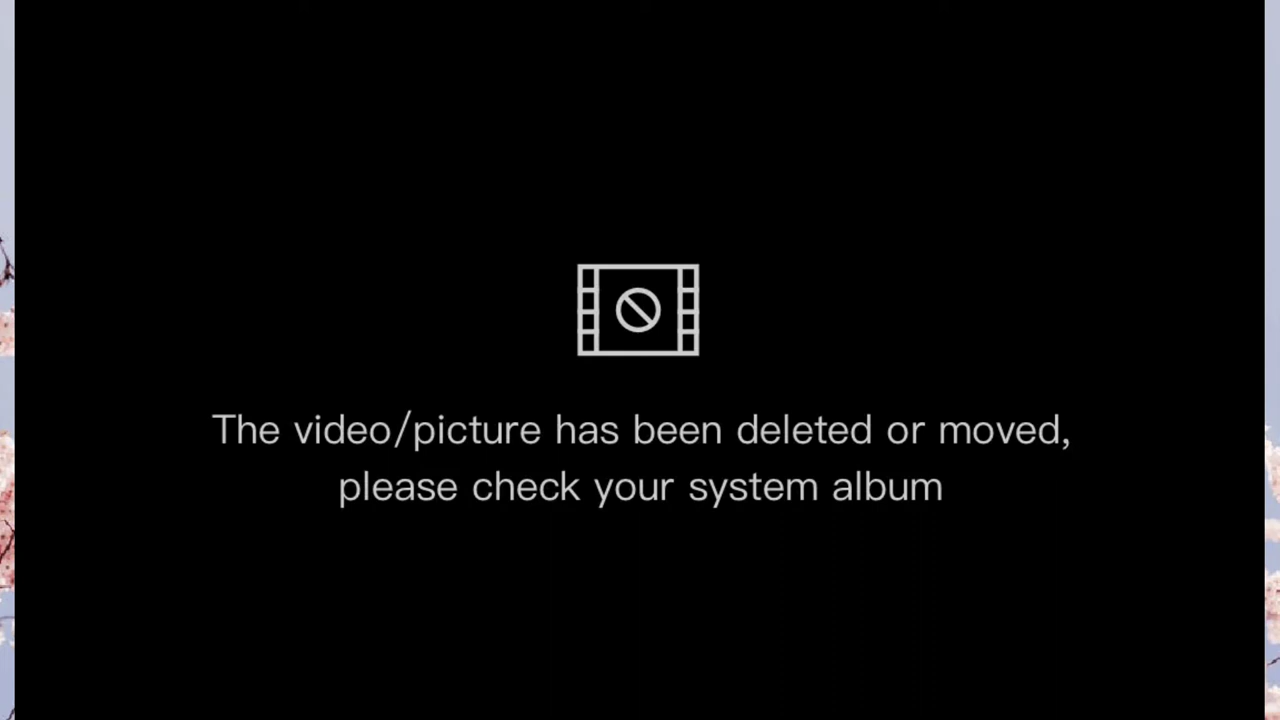 The video/picture has been deleted or moved,
please check your system album